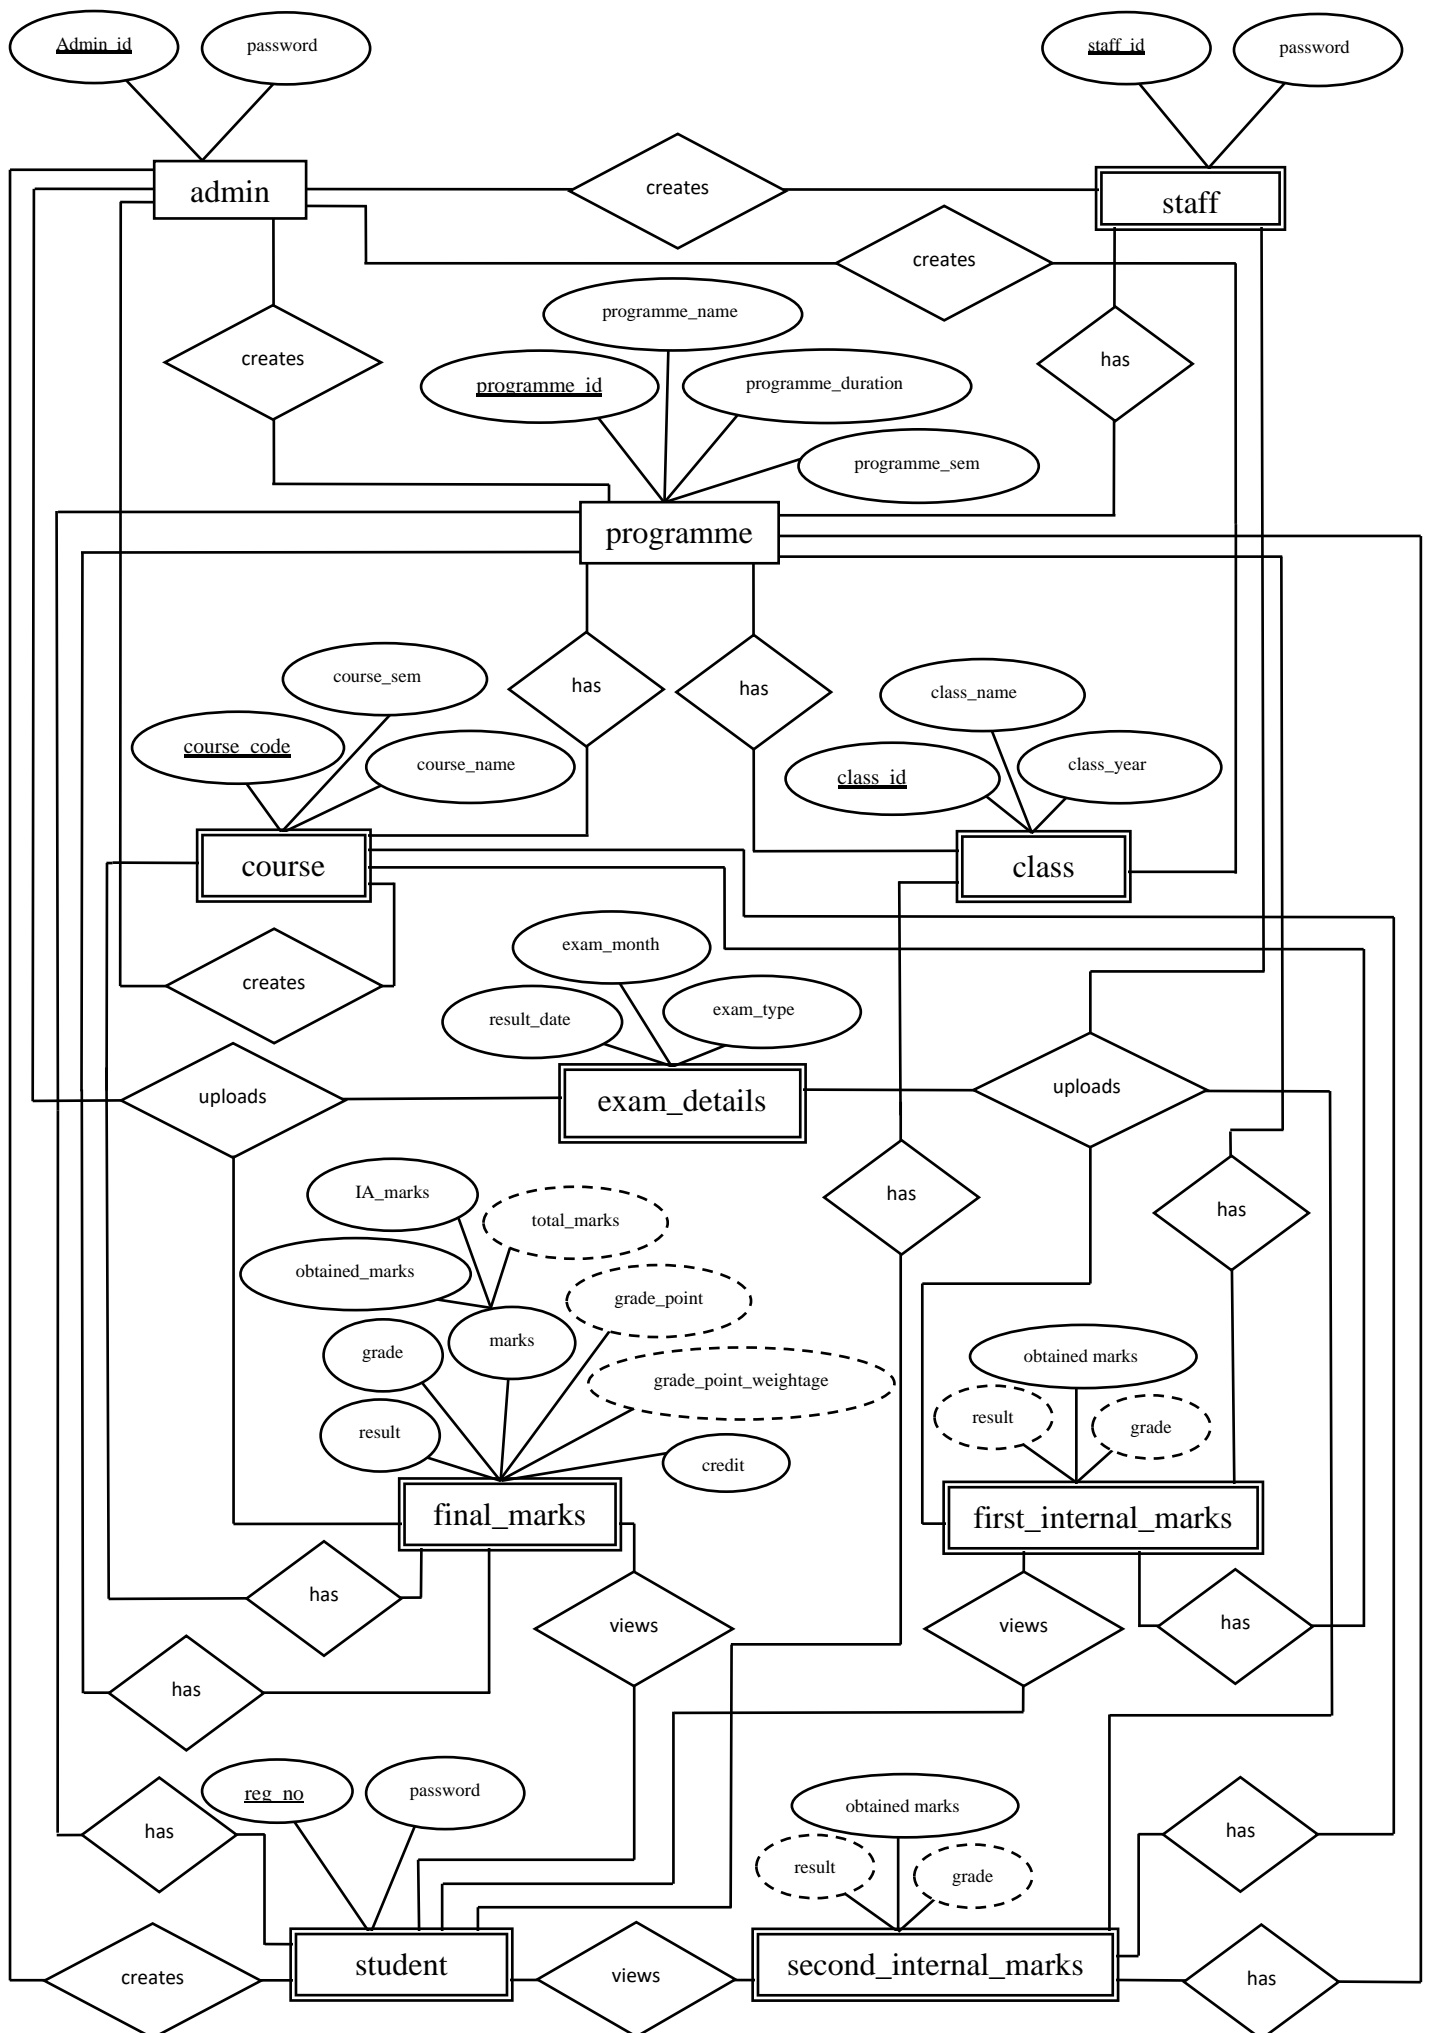 Admin_id
password
staff_id
password
admin
creates
staff
creates
programme_name
creates
has
programme_id
programme_duration
programme_sem
programme
course_sem
has
has
class_name
course_code
course_name
class_id
class_year
course
class
exam_month
creates
result_date
exam_type
uploads
exam_details
uploads
IA_marks
has
total_marks
has
obtained_marks
grade_point
grade
marks
obtained marks
grade_point_weightage
result
result
grade
credit
final_marks
first_internal_marks
has
views
views
has
has
reg_no
password
obtained marks
has
has
result
grade
student
second_internal_marks
creates
views
has